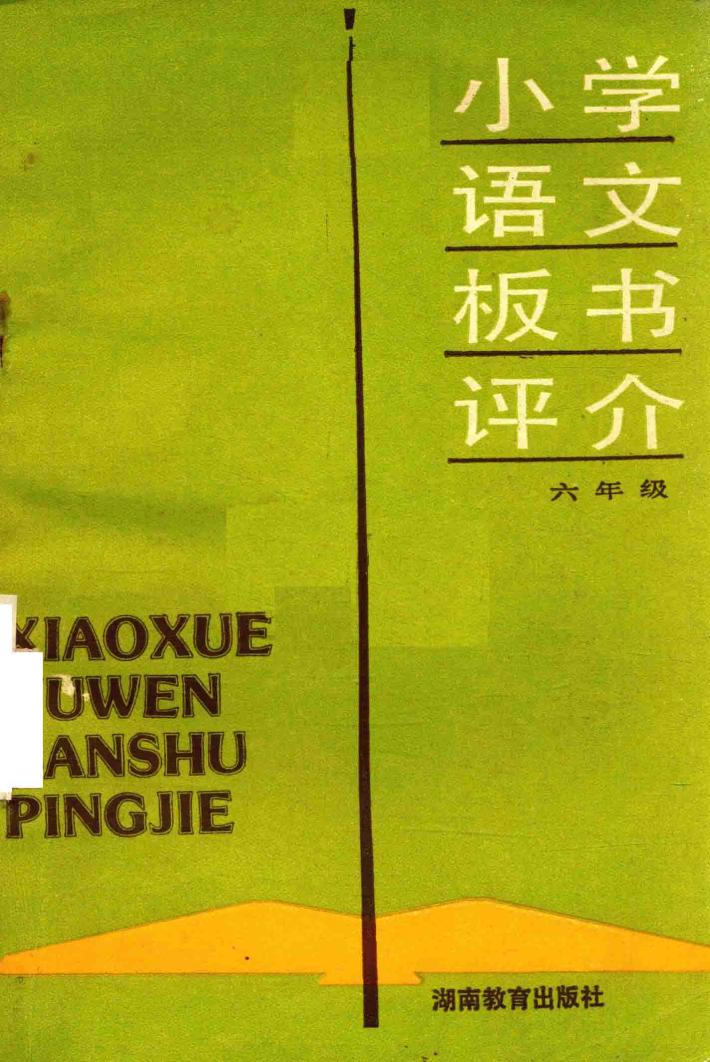 小学
语文
板书
评介
六年级
XIAOXUE
UWEN
ANSHU
PINGJIE
湖南教育出版社